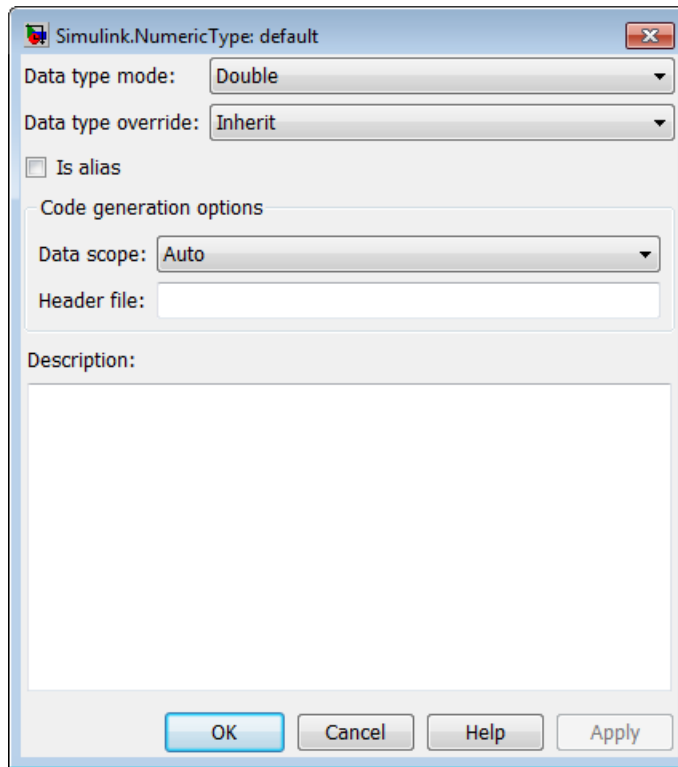 Simulink.NumericType: default
Data type mode: Double
Data type override: Inherit
Is alias
Code generation options
Data scope: Auto
Header file:
Description:
OK Cancel Help Apply